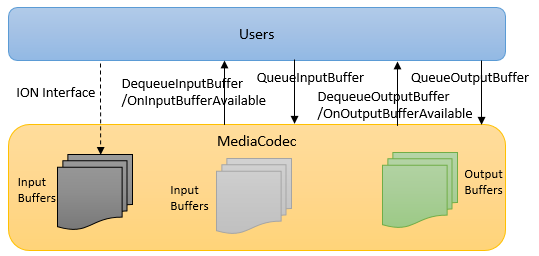 Users
ION Interface
DequeueInputBuffer
/OnInputBufferAvailable
QueueInputBuffer
DequeueOutputBuffer
/OnOutputBufferAvailable
QueueOutputBuffer
MediaCodec
Input
Buffers
Input
Buffers
Output
Buffers